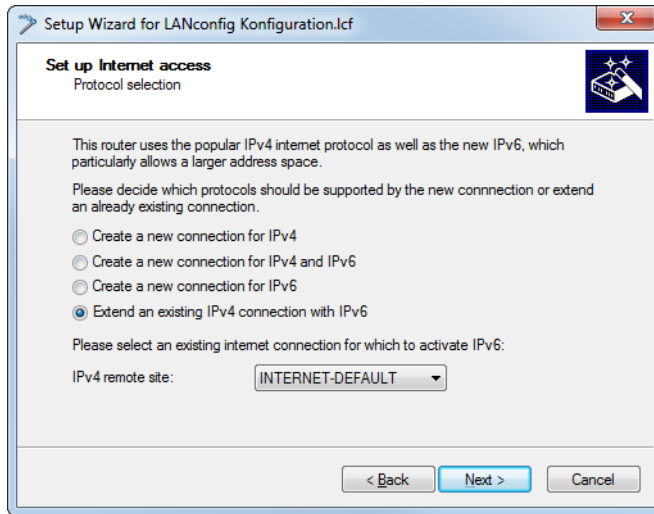 Setup Wizard for LANconfig Konfiguration.lcf
Set up Internet access
Protocol selection
This router uses the popular IPv4 internet protocol as well as the new IPv6, which
particularly allows a larger address space.
Please decide which protocols should be supported by the new connnection or extend
an already existing connection.
Create a new connection for IPv4
Create a new connection for IPv4 and IPv6
Create a new connection for IPv6
Extend an existing IPv4 connection with IPv6
Please select an existing internet connection for which to activate IPv6:
IPv4 remote site: INTERNET-DEFAULT
< Back Next > Cancel